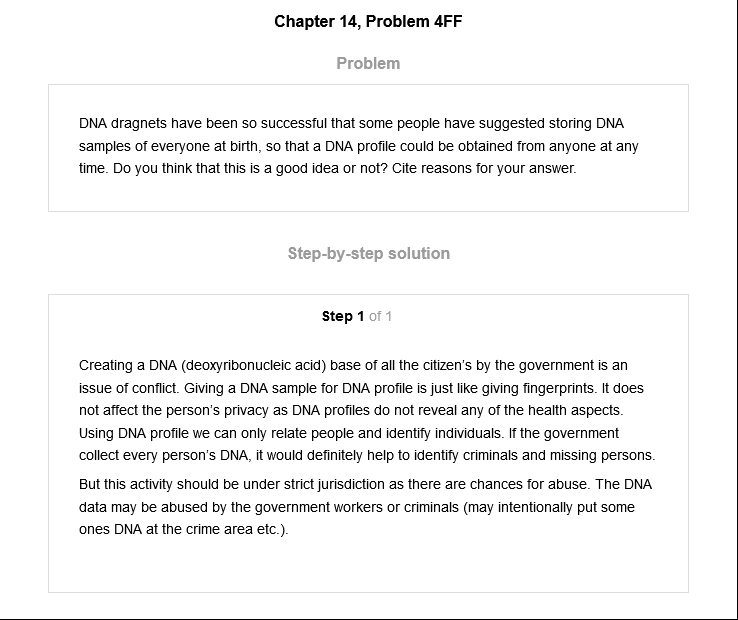 Chapter 14, Problem 4FF
Problem
DNA dragnets have been so successful that some people have suggested storing DNA
samples of everyone at birth, so that a DNA profile could be obtained from anyone at any
time. Do you think that this is a good idea or not? Cite reasons for your answer.
Step-by-step solution
Step 1 of 1
Creating a DNA (deoxyribonucleic acid) base of all the citizen's by the government is an
issue of conflict. Giving a DNA sample for DNA profile is just like giving fingerprints. It does
not affect the person's privacy as DNA profiles do not reveal any of the health aspects.
Using DNA profile we can only relate people and identify individuals. If the government
collect every person's DNA, it would definitely help to identify criminals and missing persons.
But this activity should be under strict jurisdiction as there are chances for abuse. The DNA
data may be abused by the government workers or criminals (may intentionally put some
ones DNA at the crime area etc.).